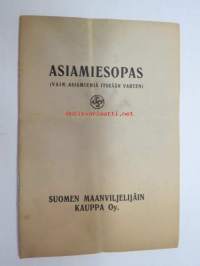 ASIAMIESOPAS
(VAIN ASIAMIEHIÄ ITSEÄÄN VARTEN)
SUOMEN MAANVILJELIJÄIN
KAUPPA Oy.